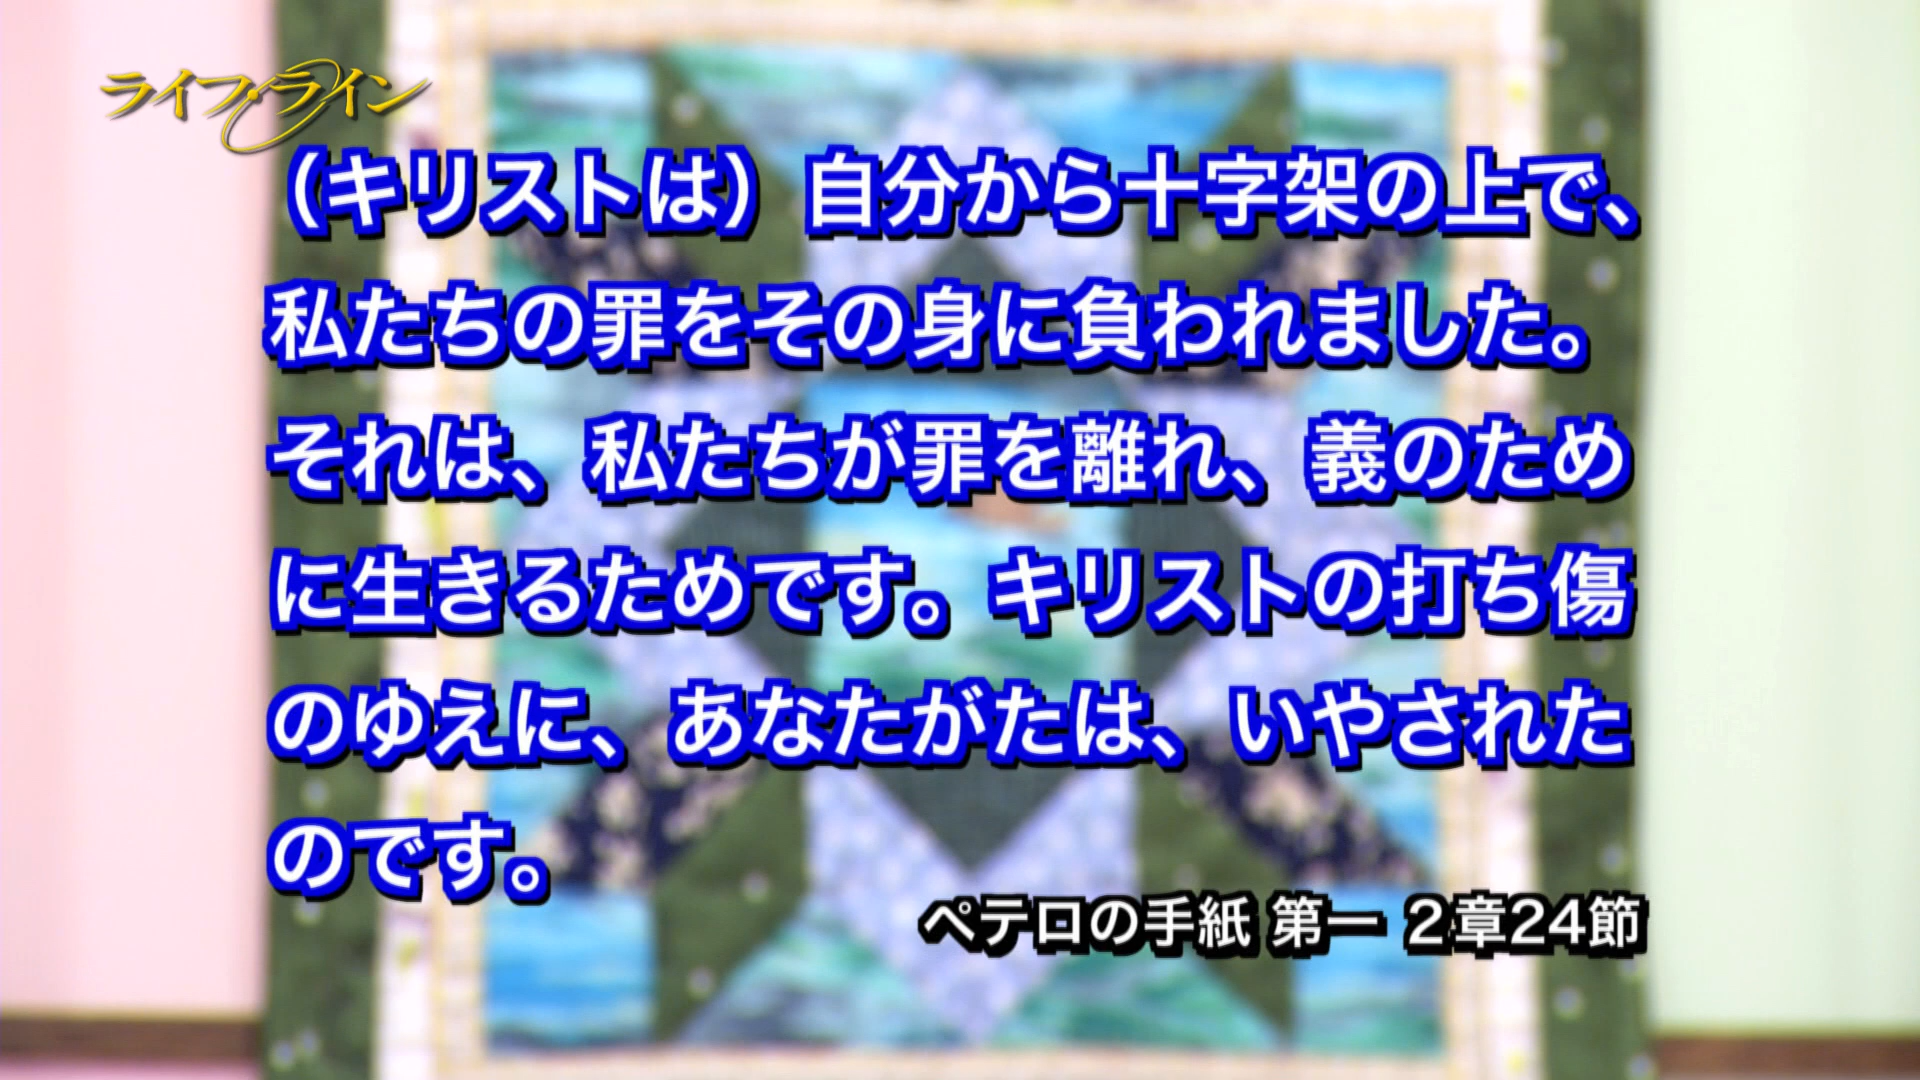 ライフ・ライン
（キリストは）自分から十字架の上で、
私たちの罪をその身に負われました。
それは、私たちが罪を離れ、義のため
に生きるためです。キリストの打ち傷
のゆえに、あなたがたは、いやされた
のです。
ペテロの手紙 第一 ２章24節